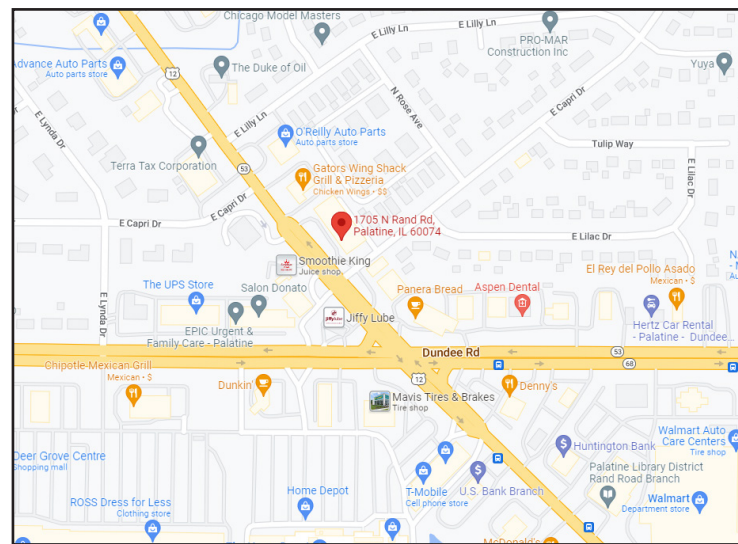 Chicago Model Masters
E Lilly Ln
E Lilly Ln
PRO-MAR
Construction Inc
Advance Auto Parts
Auto parts store
12
The Duke of Oil
Yuya
N Rose Ave
E Capri Dr
E Lynda Dr
E Lilly Ln
O'Reilly Auto Parts
Auto parts store
Tulip Way
Terra Tax Corporation
53
Gators Wing Shack
Grill & Pizzeria
Chicken Wings • $$
E Lilac Dr
E Capri Dr
E Capri Dr
1705 N Rand Rd,
Palatine, IL 60074
E Lilac Dr
Smoothie King
Juice shop
El Rey del Pollo Asado
Mexican • $
The UPS Store
Salon Donato
Panera Bread
Aspen Dental
E Lynda Dr
EPIC Urgent &
Family Care - Palatine
Jiffy Lube
Hertz Car Rental
- Palatine - Dundee...
Dundee Rd
53
68
Chipotle Mexican Grill
Mexican • $
Dunkin'
12
Mavis Tires & Brakes
Tire shop
Denny's
Walmart Auto
Care Centers
Tire shop
Huntington Bank
Deer Grove Centre
Shopping mall
Palatine Library District
Rand Road Branch
ROSS Dress for Less
Clothing store
Home Depot
T-Mobile
Cell phone store
U.S. Bank Branch
Walmart
Department store
McDonald's